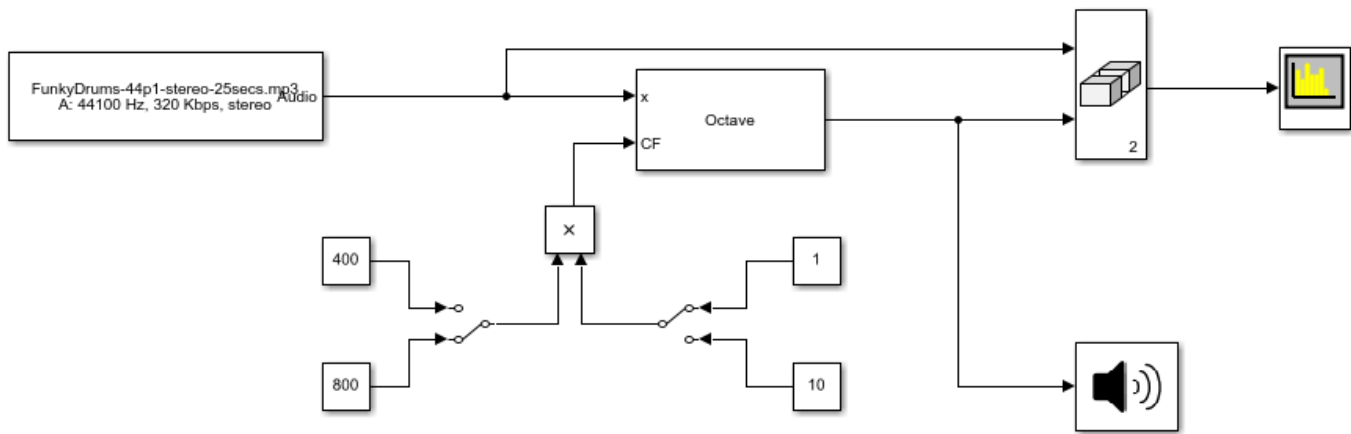 FunkyDrums-44p1-stereo-25secs.mp3
A: 44100 Hz, 320 Kbps, stereo
Audio
x
CF
Octave
2
×
400
1
800
10